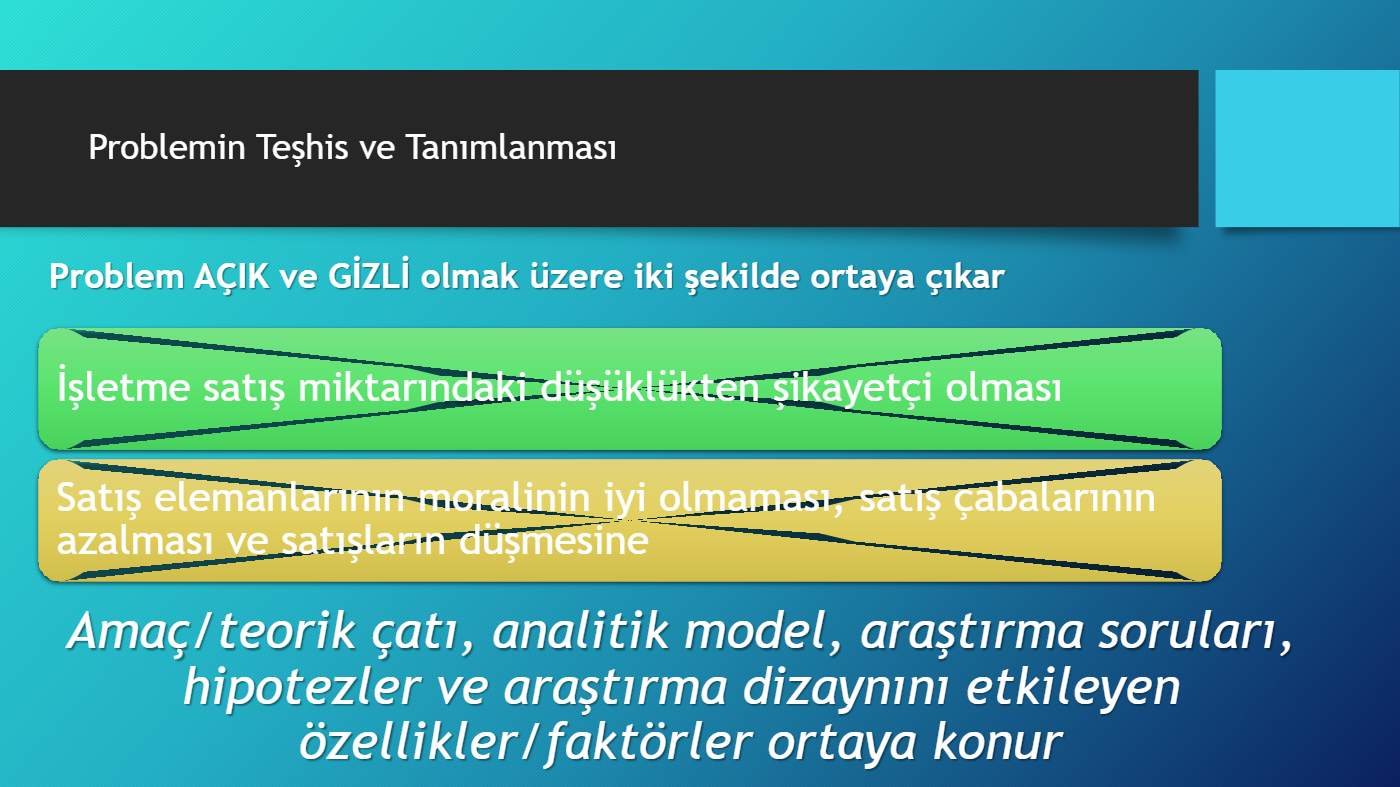 Problemin Teşhis ve Tanımlanması
Problem AÇIK ve GİZLİ olmak üzere iki şekilde ortaya çıkar
İşletme satış miktarındaki düşüklükten şikayetçi olması
Satış elemanlarının moralinin iyi olmaması, satış çabalarının
azalması ve satışların düşmesine
Amaç/teorik çatı, analitik model, araştırma soruları,
hipotezler ve araştırma dizaynını etkileyen
özellikler/faktörler ortaya konur